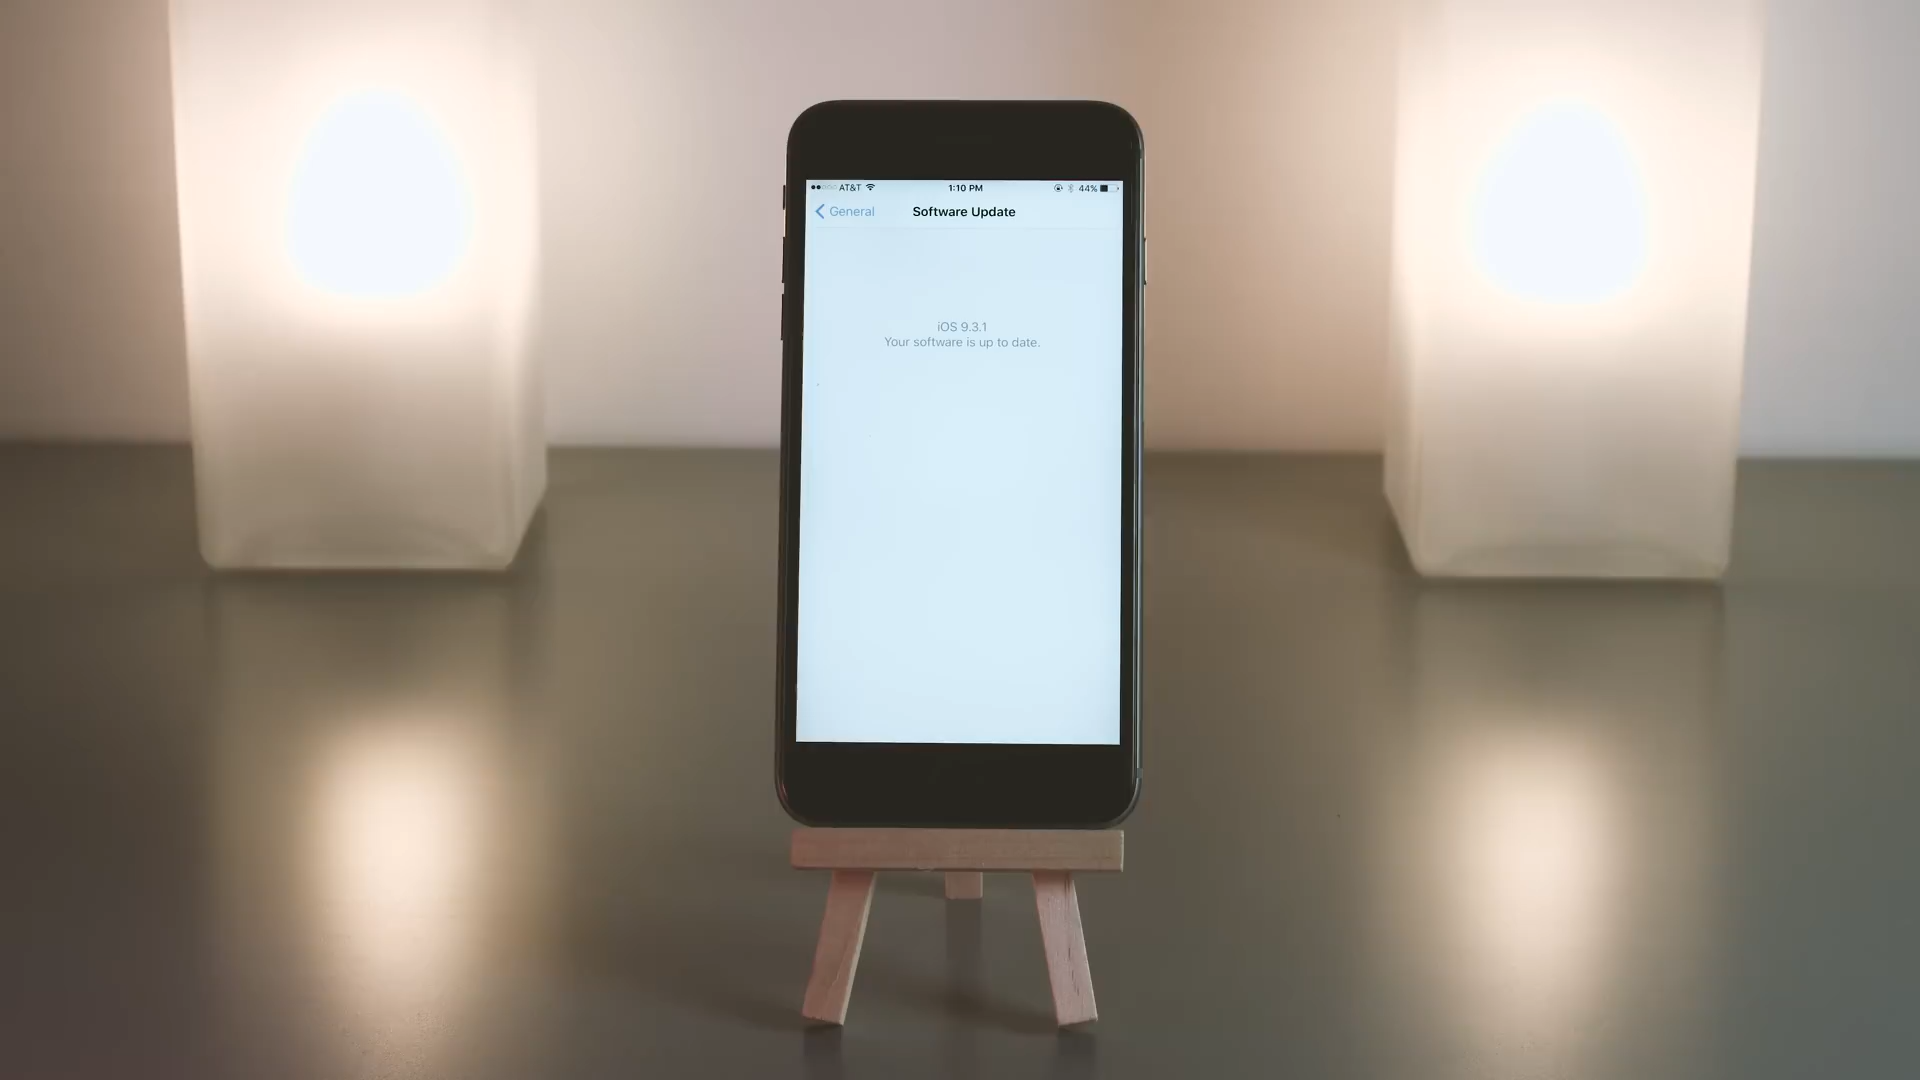 AT&T 1:10 PM 44%
General Software Update
iOS 9.3.1
Your software is up to date.